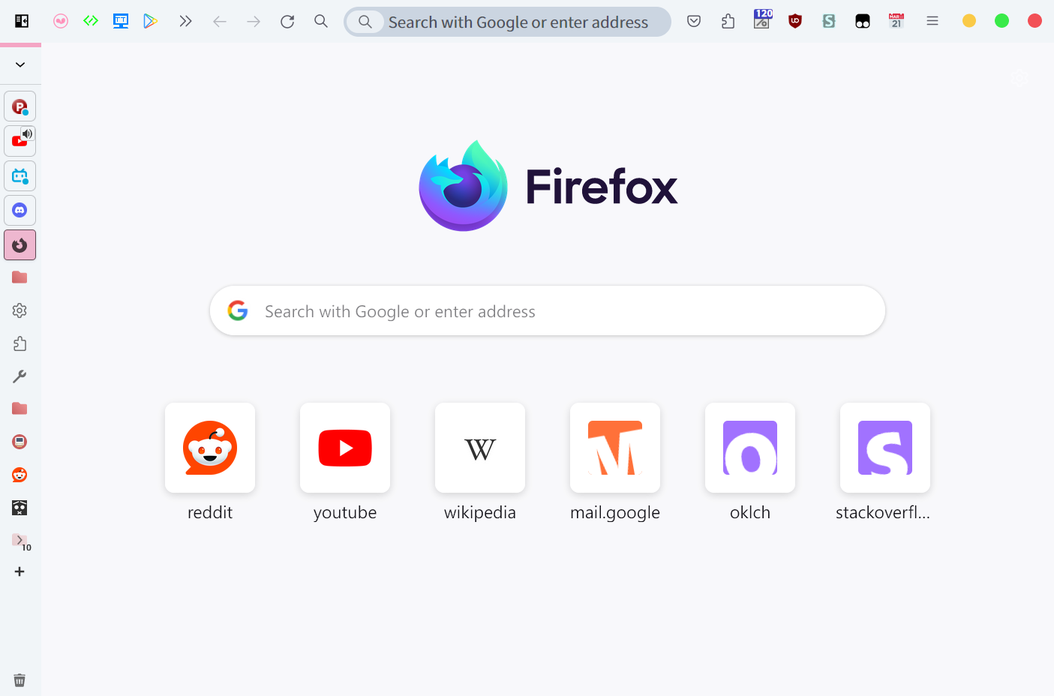 Search with Google or enter address
120
MAR
21
10
Firefox
Search with Google or enter address
reddit
youtube
wikipedia
mail.google
oklch
stackoverfl...